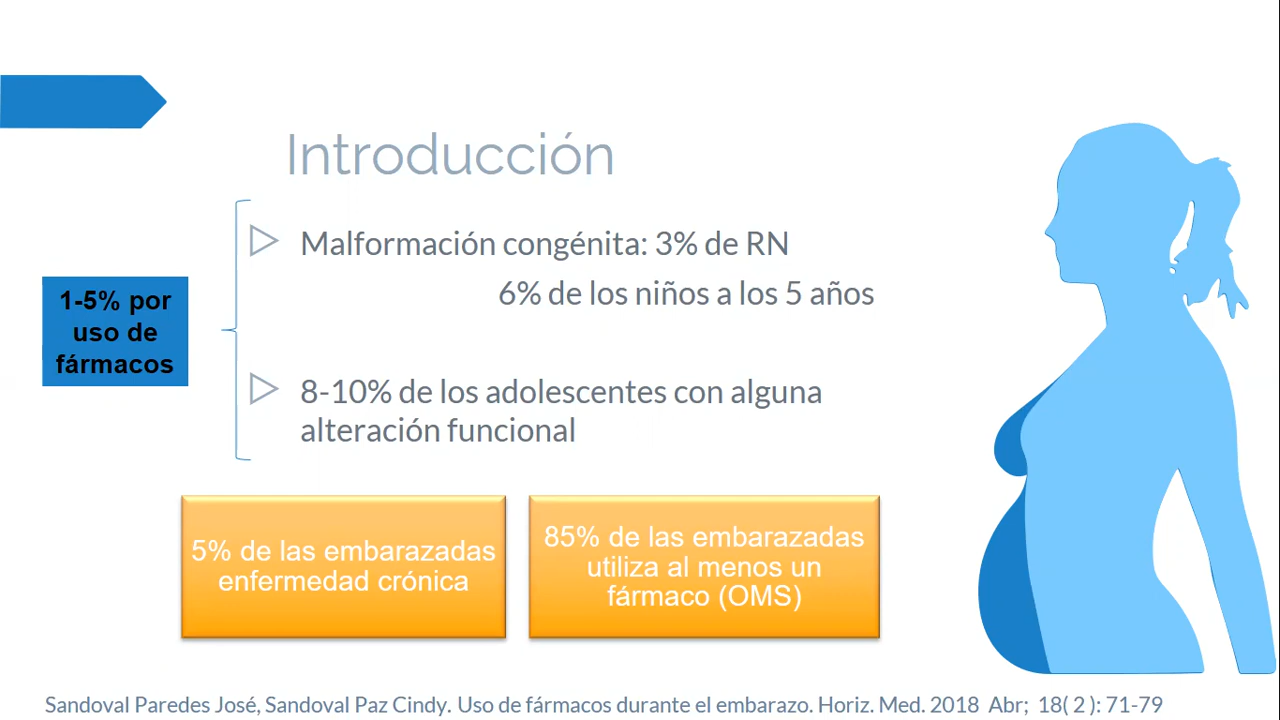 Introducción
Malformación congénita: 3% de RN
6% de los niños a los 5 años
1-5% por
uso de
fármacos
8-10% de los adolescentes con alguna
alteración funcional
5% de las embarazadas
enfermedad crónica
85% de las embarazadas
utiliza al menos un
fármaco (OMS)
Sandoval Paredes José, Sandoval Paz Cindy. Uso de fármacos durante el embarazo. Horiz. Med. 2018  Abr;  18( 2 ): 71-79